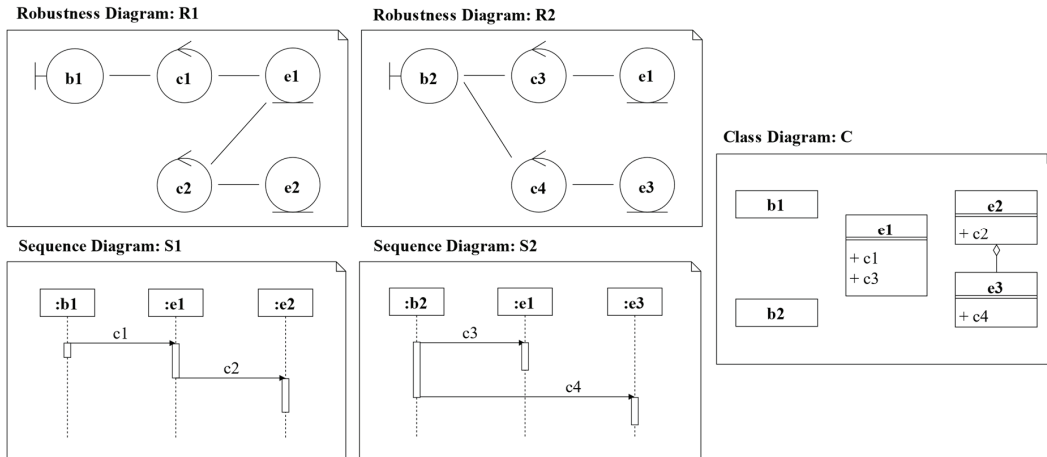 Robustness Diagram: R1
b1
c1
e1
c2
e2
Robustness Diagram: R2
b2
c3
e1
c4
e3
Sequence Diagram: S1
:b1
:e1
:e2
c1
c2
Sequence Diagram: S2
:b2
:e1
:e3
c3
c4
Class Diagram: C
b1
b2
e1
+ c1
+ c3
e2
+ c2
e3
+ c4